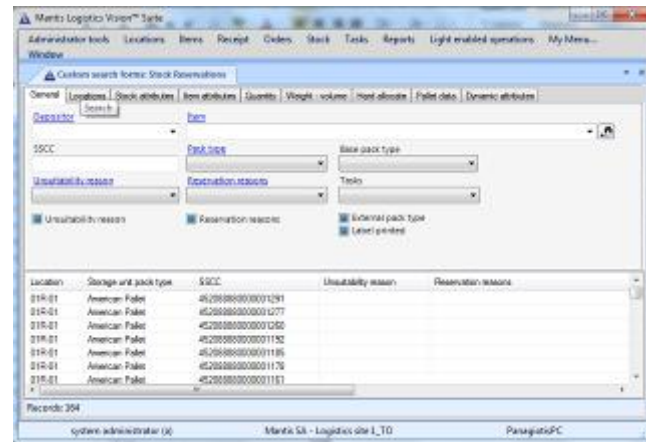 Mantis Logistics Vision™ Suite
Administrator tools Locations Items Receipt Orders Stock Tasks Reports Light enabled operations My Menu...
Window
Custom search forms: Stock Reservations
General Locations Stock attributes Item attributes Quantity Weight - volume Hard allocate Pallet data Dynamic attributes
Search
Depositor Item
SSCC Pack type Base pack type
Unsuitability reason Reservation reasons Tasks
Unsuitability reason Reservation reasons External pack type
Label printed
Location Storage unit pack type SSCC Unsuitability reason Reservation reasons
01R-01 American Pallet
01R-01 American Pallet
01R-01 American Pallet
01R-01 American Pallet
01R-01 American Pallet
01R-01 American Pallet
01R-01 American Pallet
Records: 384
system administrator (a) Mantis SA - Logistics site 1_TO PanagiotisPC